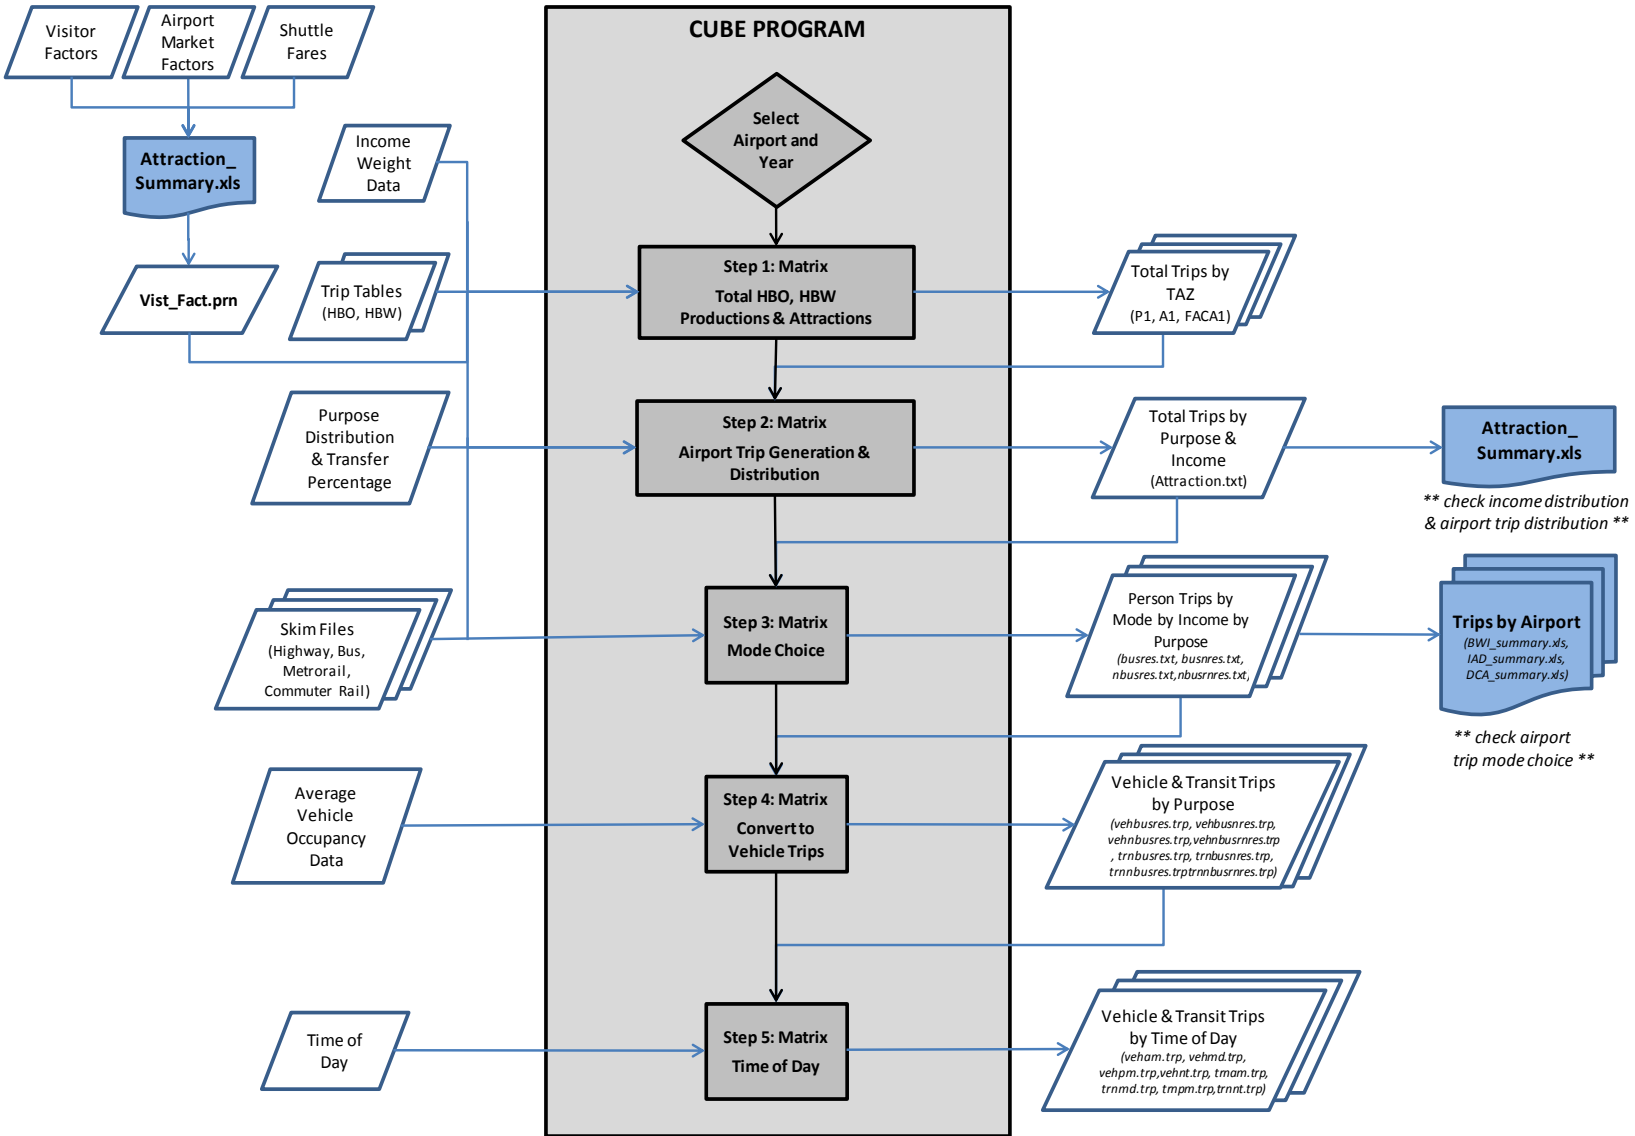 Visitor
Factors
Airport
Market
Factors
Shuttle
Fares
CUBE PROGRAM
Select
Airport and
Year
Attraction_
Summary.xls
Income
Weight
Data
Vist_Fact.prn
Trip Tables
(HBO, HBW)
Step 1: Matrix
Total HBO, HBW
Productions & Attractions
Total Trips by
TAZ
(P1, A1, FACA1)
Purpose
Distribution
& Transfer
Percentage
Step 2: Matrix
Airport Trip Generation &
Distribution
Total Trips by
Purpose &
Income
(Attraction.txt)
Attraction_
Summary.xls
** check income distribution
& airport trip distribution **
Skim Files
(Highway, Bus,
Metrorail,
Commuter Rail)
Step 3: Matrix
Mode Choice
Person Trips by
Mode by Income by
Purpose
(busres.txt, busnres.txt,
nbusres.txt,nbusrnres.txt,
Trips by Airport
(BWI_summary.xls,
IAD_summary.xls,
DCA_summary.xls)
** check airport
trip mode choice **
Average
Vehicle
Occupancy
Data
Step 4: Matrix
Convert to
Vehicle Trips
Vehicle & Transit Trips
by Purpose
(vehbusres.trp, vehbusnres.trp,
vehnbusres.trp,vehnbusrnres.trp
, trnbusres.trp, trnbusnres.trp,
trnnbusres.trptrnnbusrnres.trp)
Time of
Day
Step 5: Matrix
Time of Day
Vehicle & Transit Trips
by Time of Day
(veham.trp, vehmd.trp,
vehpm.trp,vehnt.trp, tmam.trp,
trnmd.trp, tmpm.trp,trnnt.trp)